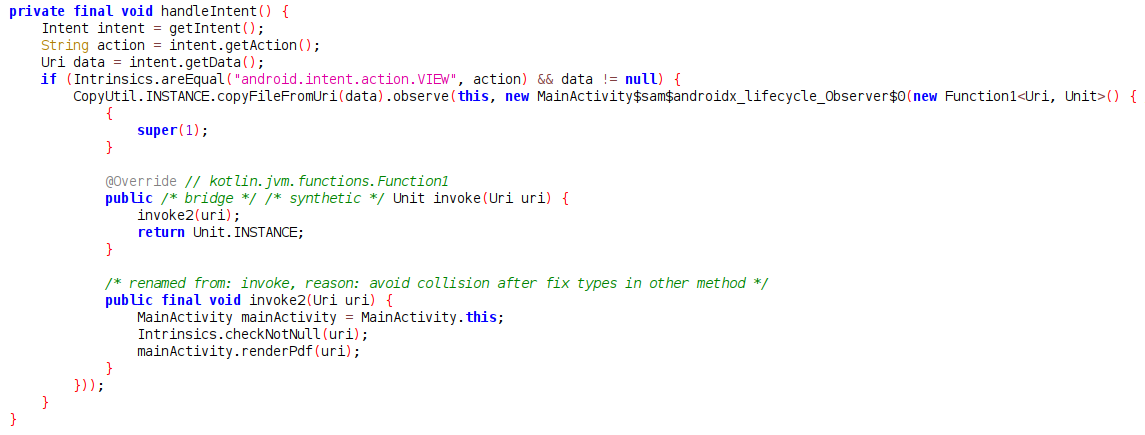 private final void handleIntent() {
    Intent intent = getIntent();
    String action = intent.getAction();
    Uri data = intent.getData();
    if (Intrinsics.areEqual("android.intent.action.VIEW", action) && data != null) {
        CopyUtil.INSTANCE.copyFileFromUri(data).observe(this, new MainActivity$sam$androidx_lifecycle_Observer$0(new Function1<Uri, Unit>() {
            {
                super(1);
            }

            @Override // kotlin.jvm.functions.Function1
            public /* bridge */ /* synthetic */ Unit invoke(Uri uri) {
                invoke2(uri);
                return Unit.INSTANCE;
            }

            /* renamed from: invoke, reason: avoid collision after fix types in other method */
            public final void invoke2(Uri uri) {
                MainActivity mainActivity = MainActivity.this;
                Intrinsics.checkNotNull(uri);
                mainActivity.renderPdf(uri);
            }
        }));
    }
}